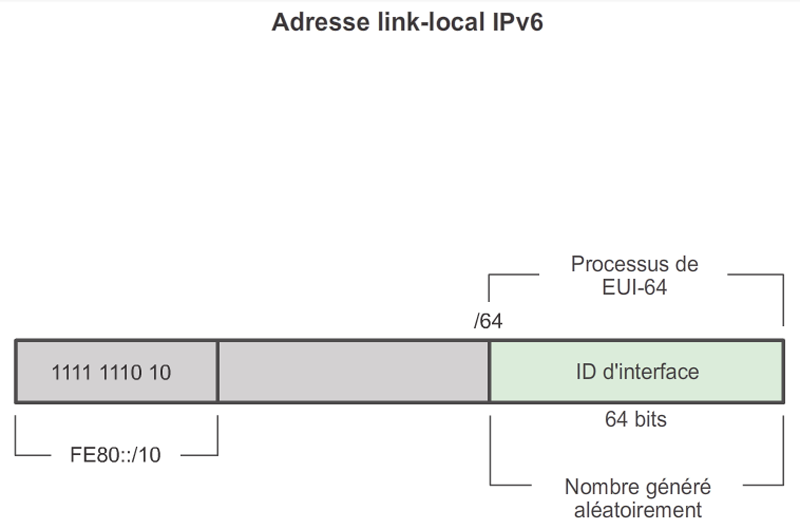 Adresse link-local IPv6
Processus de
EUI-64
/64
1111 1110 10
ID d'interface
64 bits
FE80::/10
Nombre généré
aléatoirement